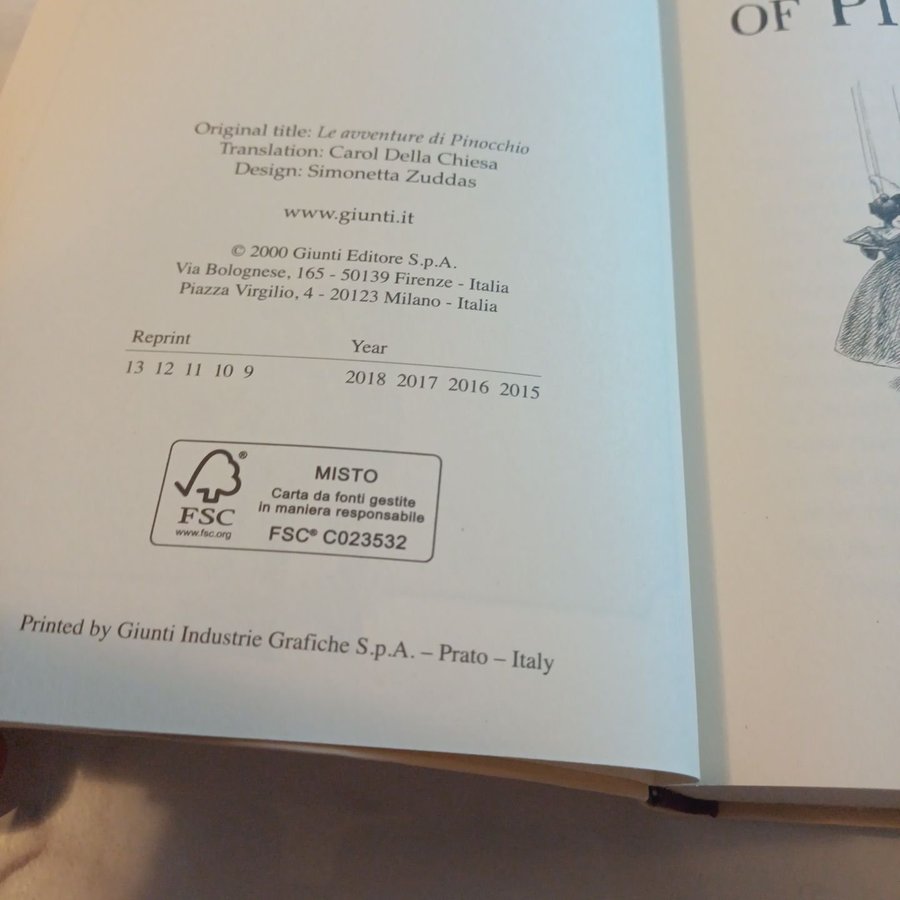 Original title: Le avventure di Pinocchio
Translation: Carol Della Chiesa
Design: Simonetta Zuddas
www.giunti.it
© 2000 Giunti Editore S.p.A.
Via Bolognese, 165 - 50139 Firenze - Italia
Piazza Virgilio, 4 - 20123 Milano - Italia
Reprint Year
13 12 11 10 9 2018 2017 2016 2015
FSC®
www.fsc.org
MISTO
Carta da fonti gestite
in maniera responsabile
FSC® C023532
Printed by Giunti Industrie Grafiche S.p.A. – Prato – Italy
OF